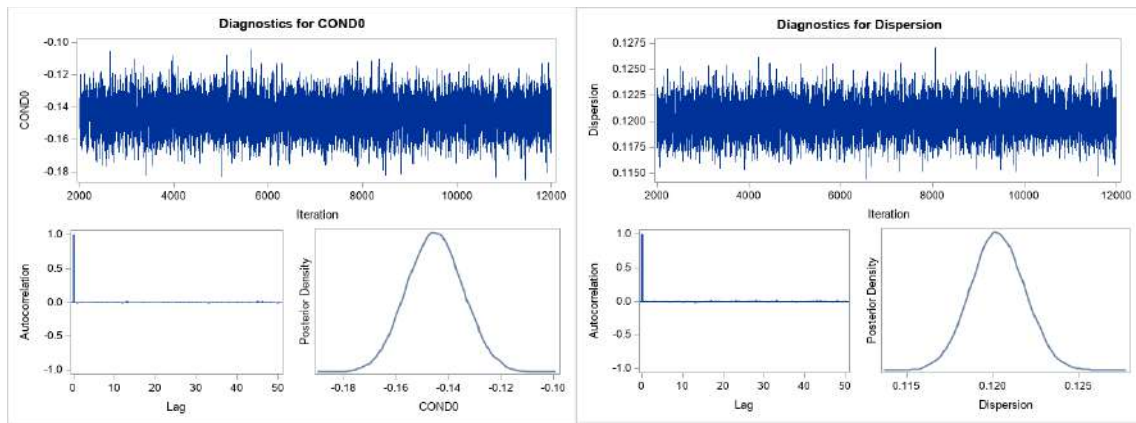 Diagnostics for COND0
-0.10
-0.12
-0.14
-0.16
-0.18
COND0
2000 4000 6000 8000 10000 12000
Iteration
1.0
0.5
0.0
-0.5
-1.0
Autocorrelation
0 10 20 30 40 50
Lag
Posterior Density
-0.18 -0.16 -0.14 -0.12 -0.10
COND0
Diagnostics for Dispersion
0.1275
0.1250
0.1225
0.1200
0.1175
0.1150
Dispersion
2000 4000 6000 8000 10000 12000
Iteration
1.0
0.5
0.0
-0.5
-1.0
Autocorrelation
0 10 20 30 40 50
Lag
Posterior Density
0.115 0.120 0.125
Dispersion